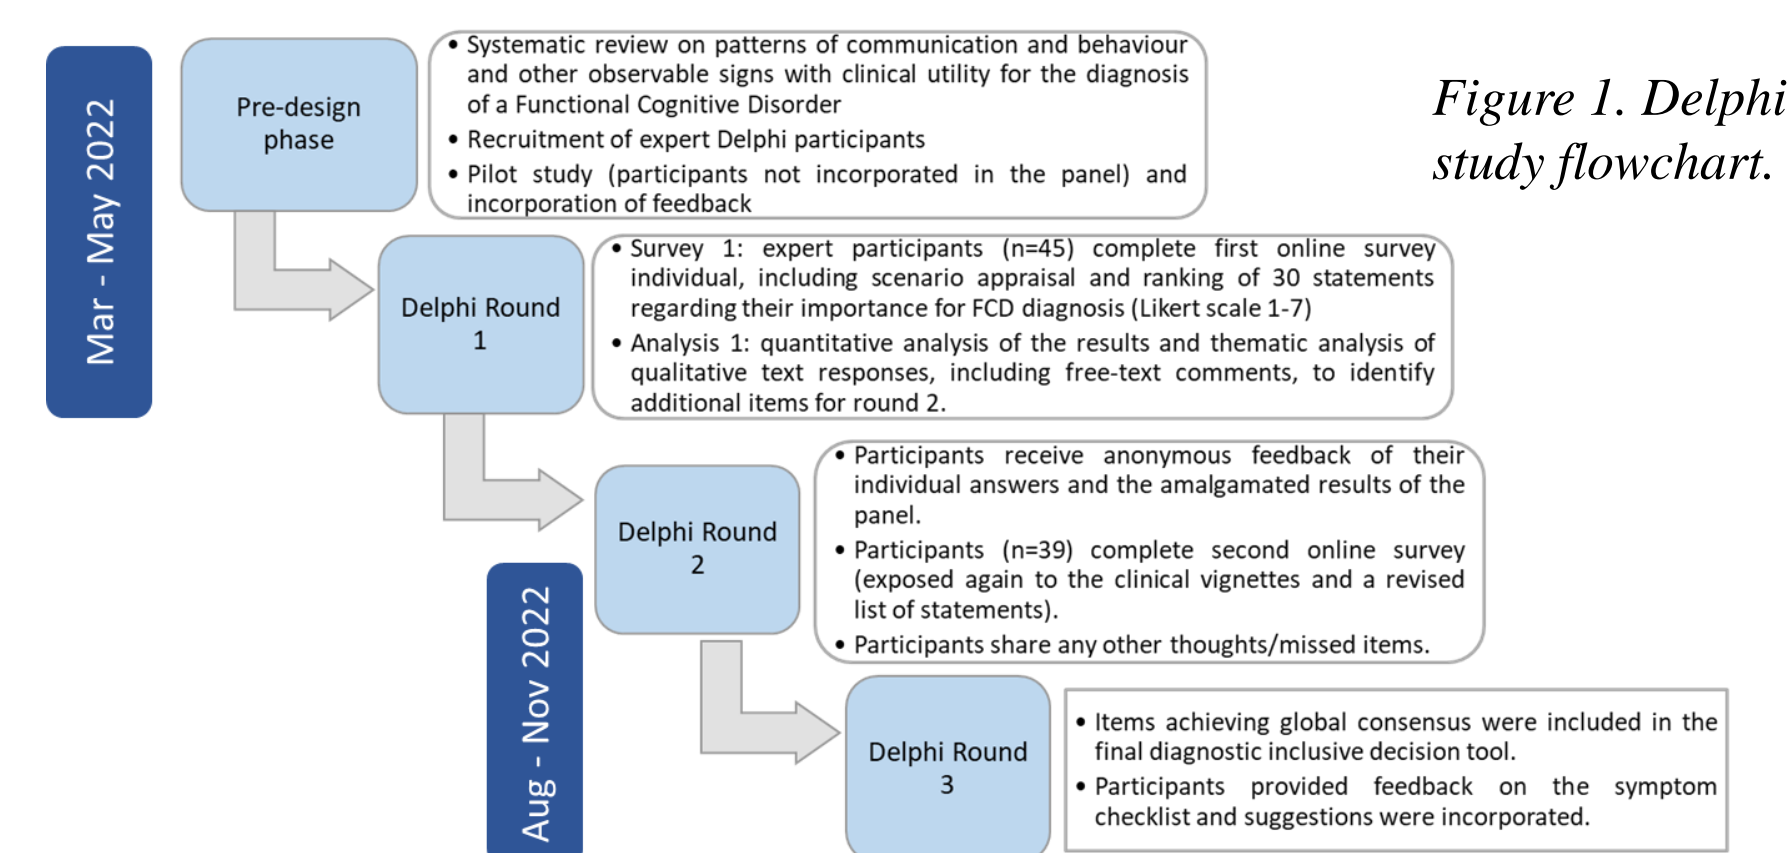 Mar - May 2022
Pre-design
phase
• Systematic review on patterns of communication and behaviour
and other observable signs with clinical utility for the diagnosis
of a Functional Cognitive Disorder
• Recruitment of expert Delphi participants
• Pilot study (participants not incorporated in the panel) and
incorporation of feedback
Figure 1. Delphi
study flowchart.
Delphi Round
1
• Survey 1: expert participants (n=45) complete first online survey
individual, including scenario appraisal and ranking of 30 statements
regarding their importance for FCD diagnosis (Likert scale 1-7)
• Analysis 1: quantitative analysis of the results and thematic analysis of
qualitative text responses, including free-text comments, to identify
additional items for round 2.
Aug - Nov 2022
Delphi Round
2
• Participants receive anonymous feedback of their
individual answers and the amalgamated results of the
panel.
• Participants (n=39) complete second online survey
(exposed again to the clinical vignettes and a revised
list of statements).
• Participants share any other thoughts/missed items.
Delphi Round
3
• Items achieving global consensus were included in the
final diagnostic inclusive decision tool.
• Participants provided feedback on the symptom
checklist and suggestions were incorporated.